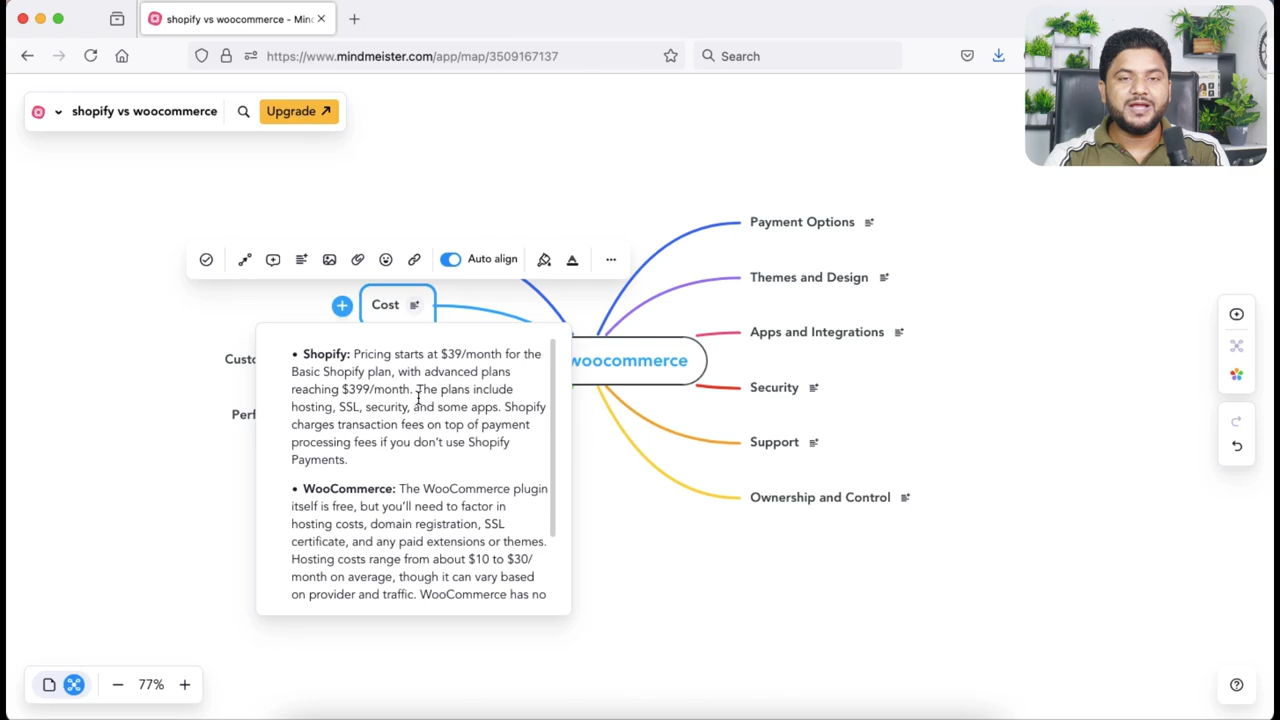 shopify vs woocommerce - Min
https://www.mindmeister.com/app/map/3509167137
Search
shopify vs woocommerce
Upgrade
Payment Options
Auto align
Themes and Design
Cost
Apps and Integrations
• Shopify: Pricing starts at $39/month for the
Basic Shopify plan, with advanced plans
reaching $399/month. The plans include
hosting, SSL, security, and some apps. Shopify
charges transaction fees on top of payment
processing fees if you don't use Shopify
Payments.
• WooCommerce: The WooCommerce plugin
itself is free, but you'll need to factor in
hosting costs, domain registration, SSL
certificate, and any paid extensions or themes.
Hosting costs range from about $10 to $30/
month on average, though it can vary based
on provider and traffic. WooCommerce has no
Custo
Perf
woocommerce
Security
Support
Ownership and Control
77%